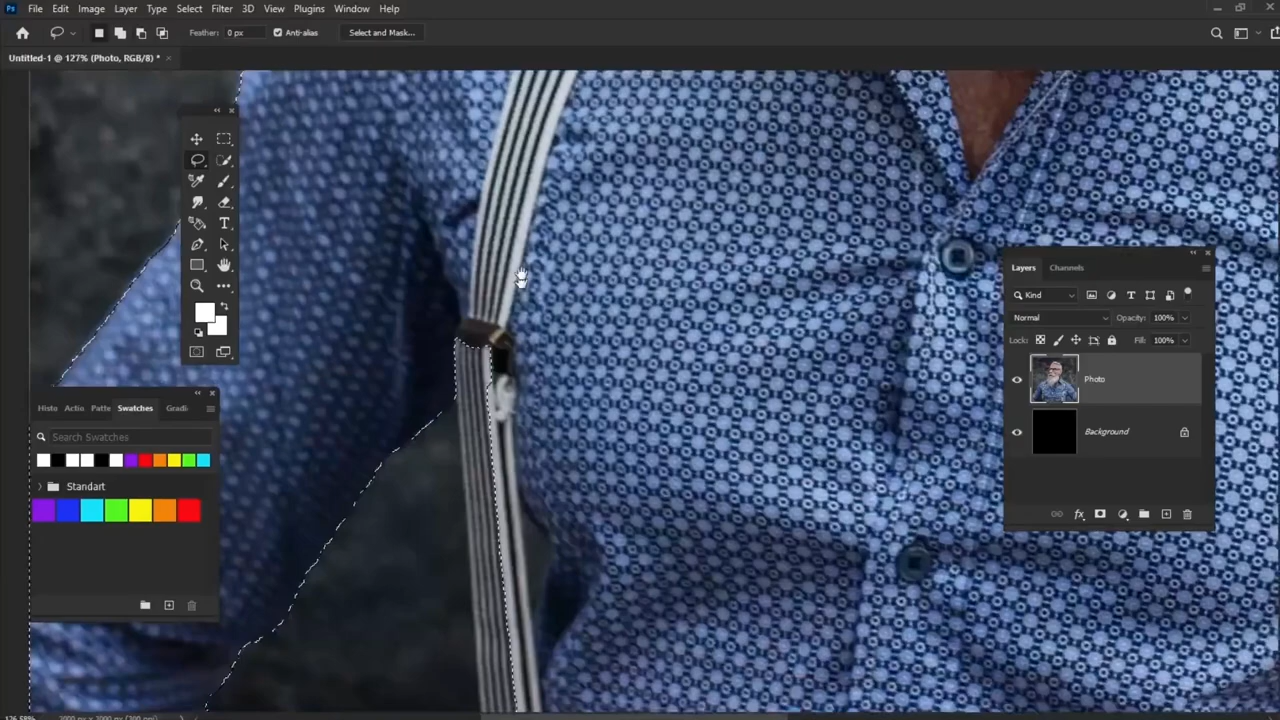 Ps File Edit Image Layer Type Select Filter 3D View Plugins Window Help
Feather: 0 px Anti-alias Select and Mask...
Untitled-1 @ 127% (Photo, RGB/8) *
Layers Channels
Kind
Normal Opacity: 100%
Lock: Fill: 100%
Photo
Background
Histo Actio Patte Swatches Gradi
Search Swatches
Standart